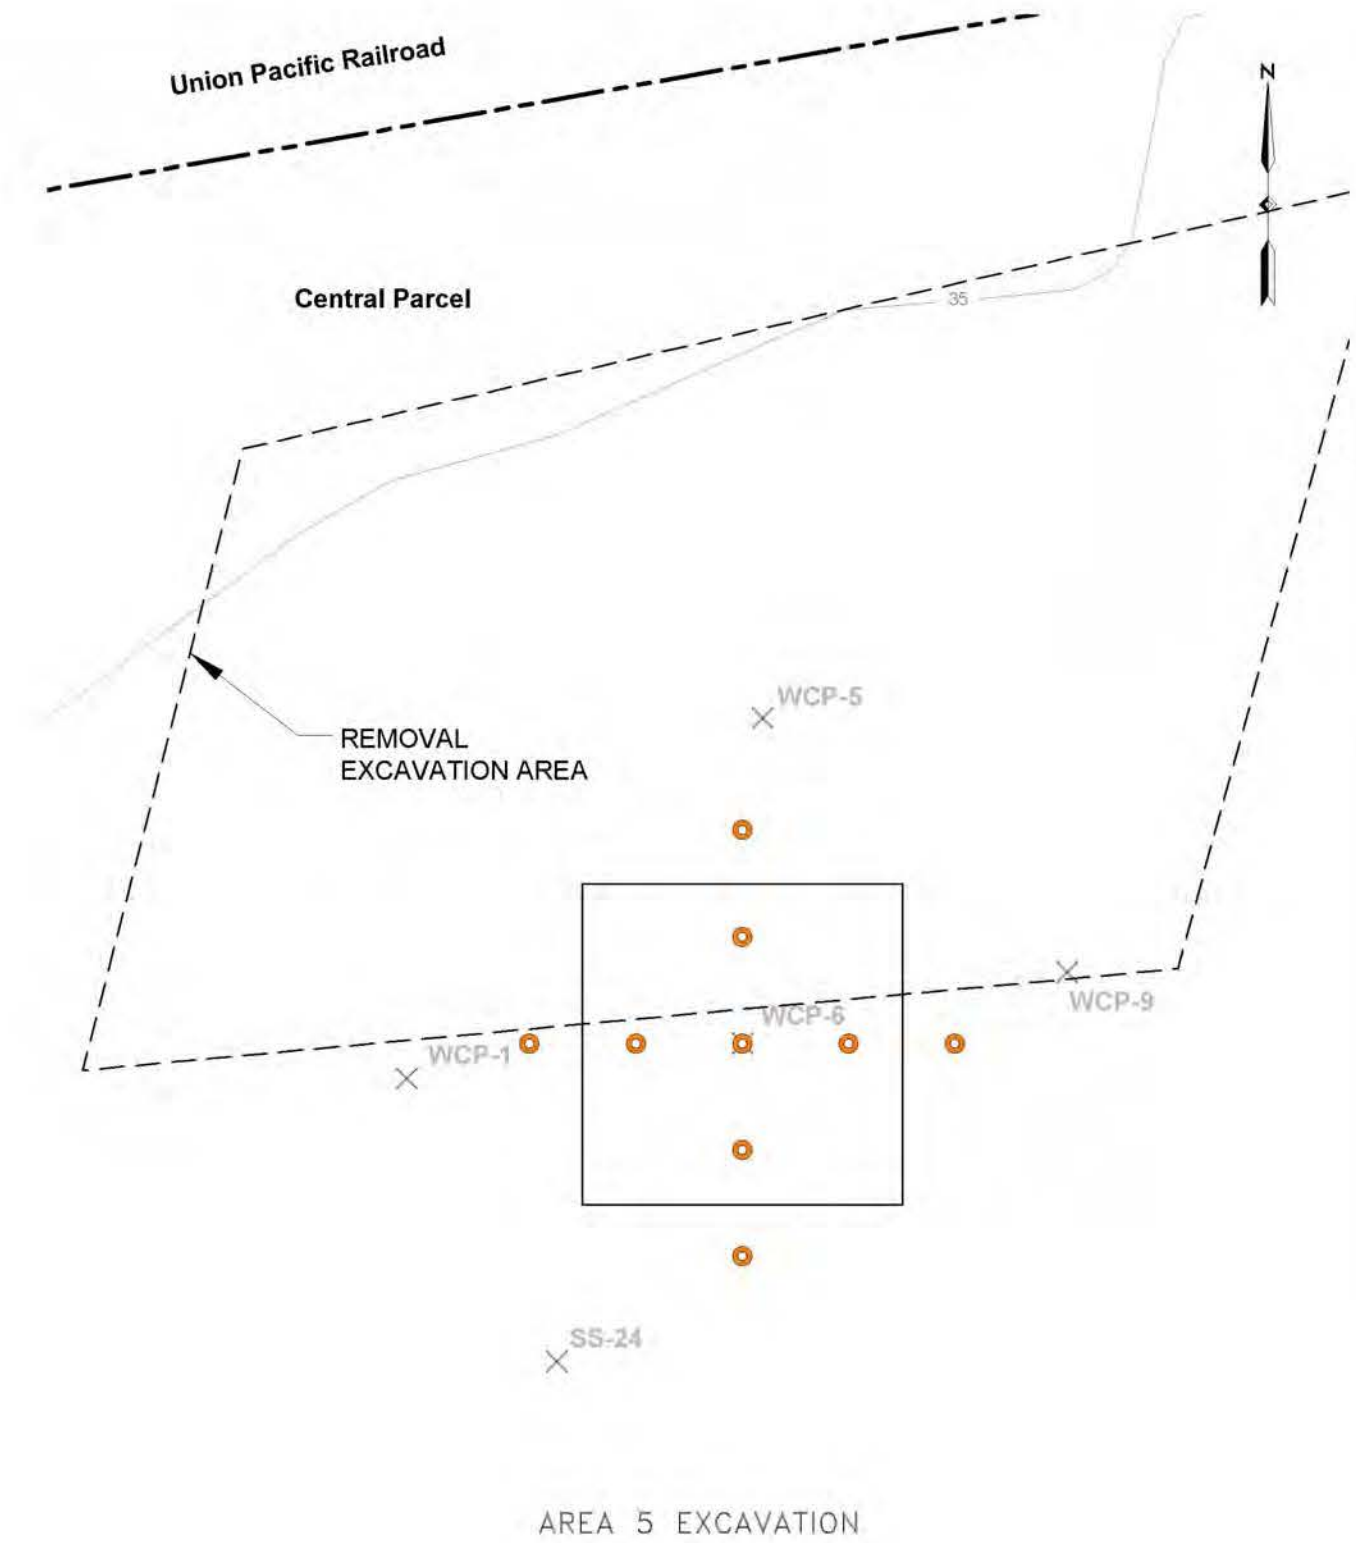 Union Pacific Railroad
N
Central Parcel
35
WCP-5
REMOVAL
EXCAVATION AREA
WCP-9
WCP-6
WCP-1
SS-24
AREA 5 EXCAVATION